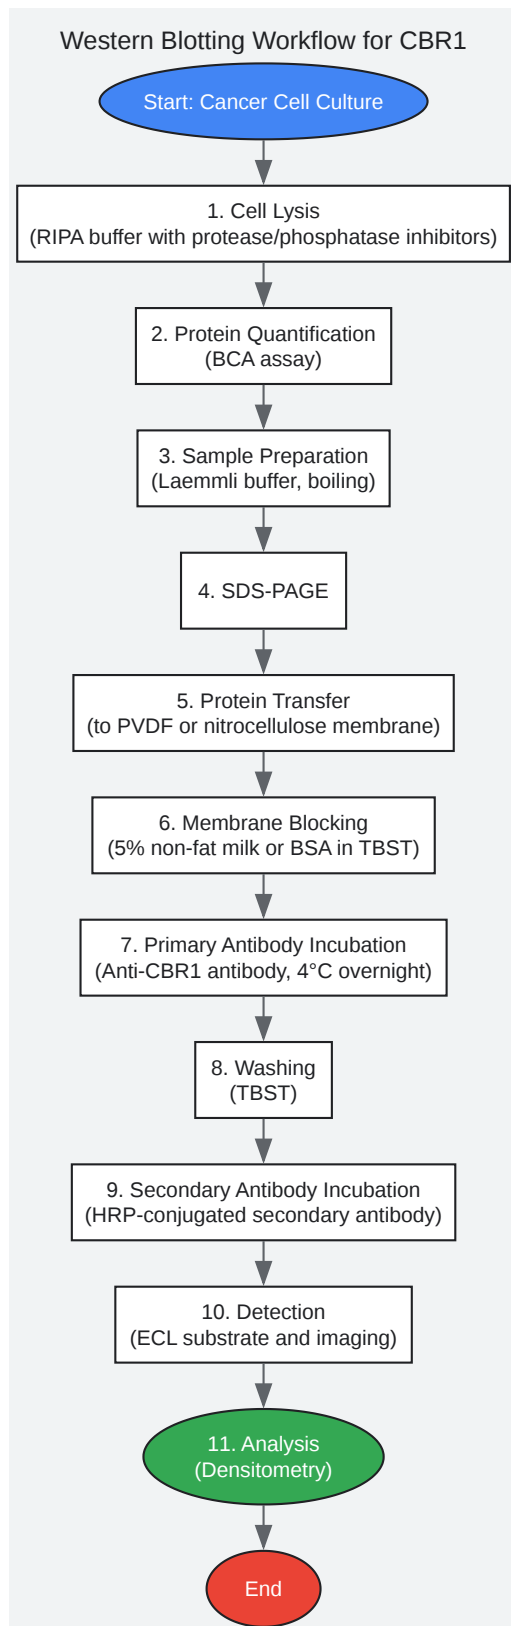 Western Blotting Workflow for CBR1
Start: Cancer Cell Culture
1. Cell Lysis
(RIPA buffer with protease/phosphatase inhibitors)
2. Protein Quantification
(BCA assay)
3. Sample Preparation
(Laemmli buffer, boiling)
4. SDS-PAGE
5. Protein Transfer
(to PVDF or nitrocellulose membrane)
6. Membrane Blocking
(5% non-fat milk or BSA in TBST)
7. Primary Antibody Incubation
(Anti-CBR1 antibody, 4°C overnight)
8. Washing
(TBST)
9. Secondary Antibody Incubation
(HRP-conjugated secondary antibody)
10. Detection
(ECL substrate and imaging)
11. Analysis
(Densitometry)
End